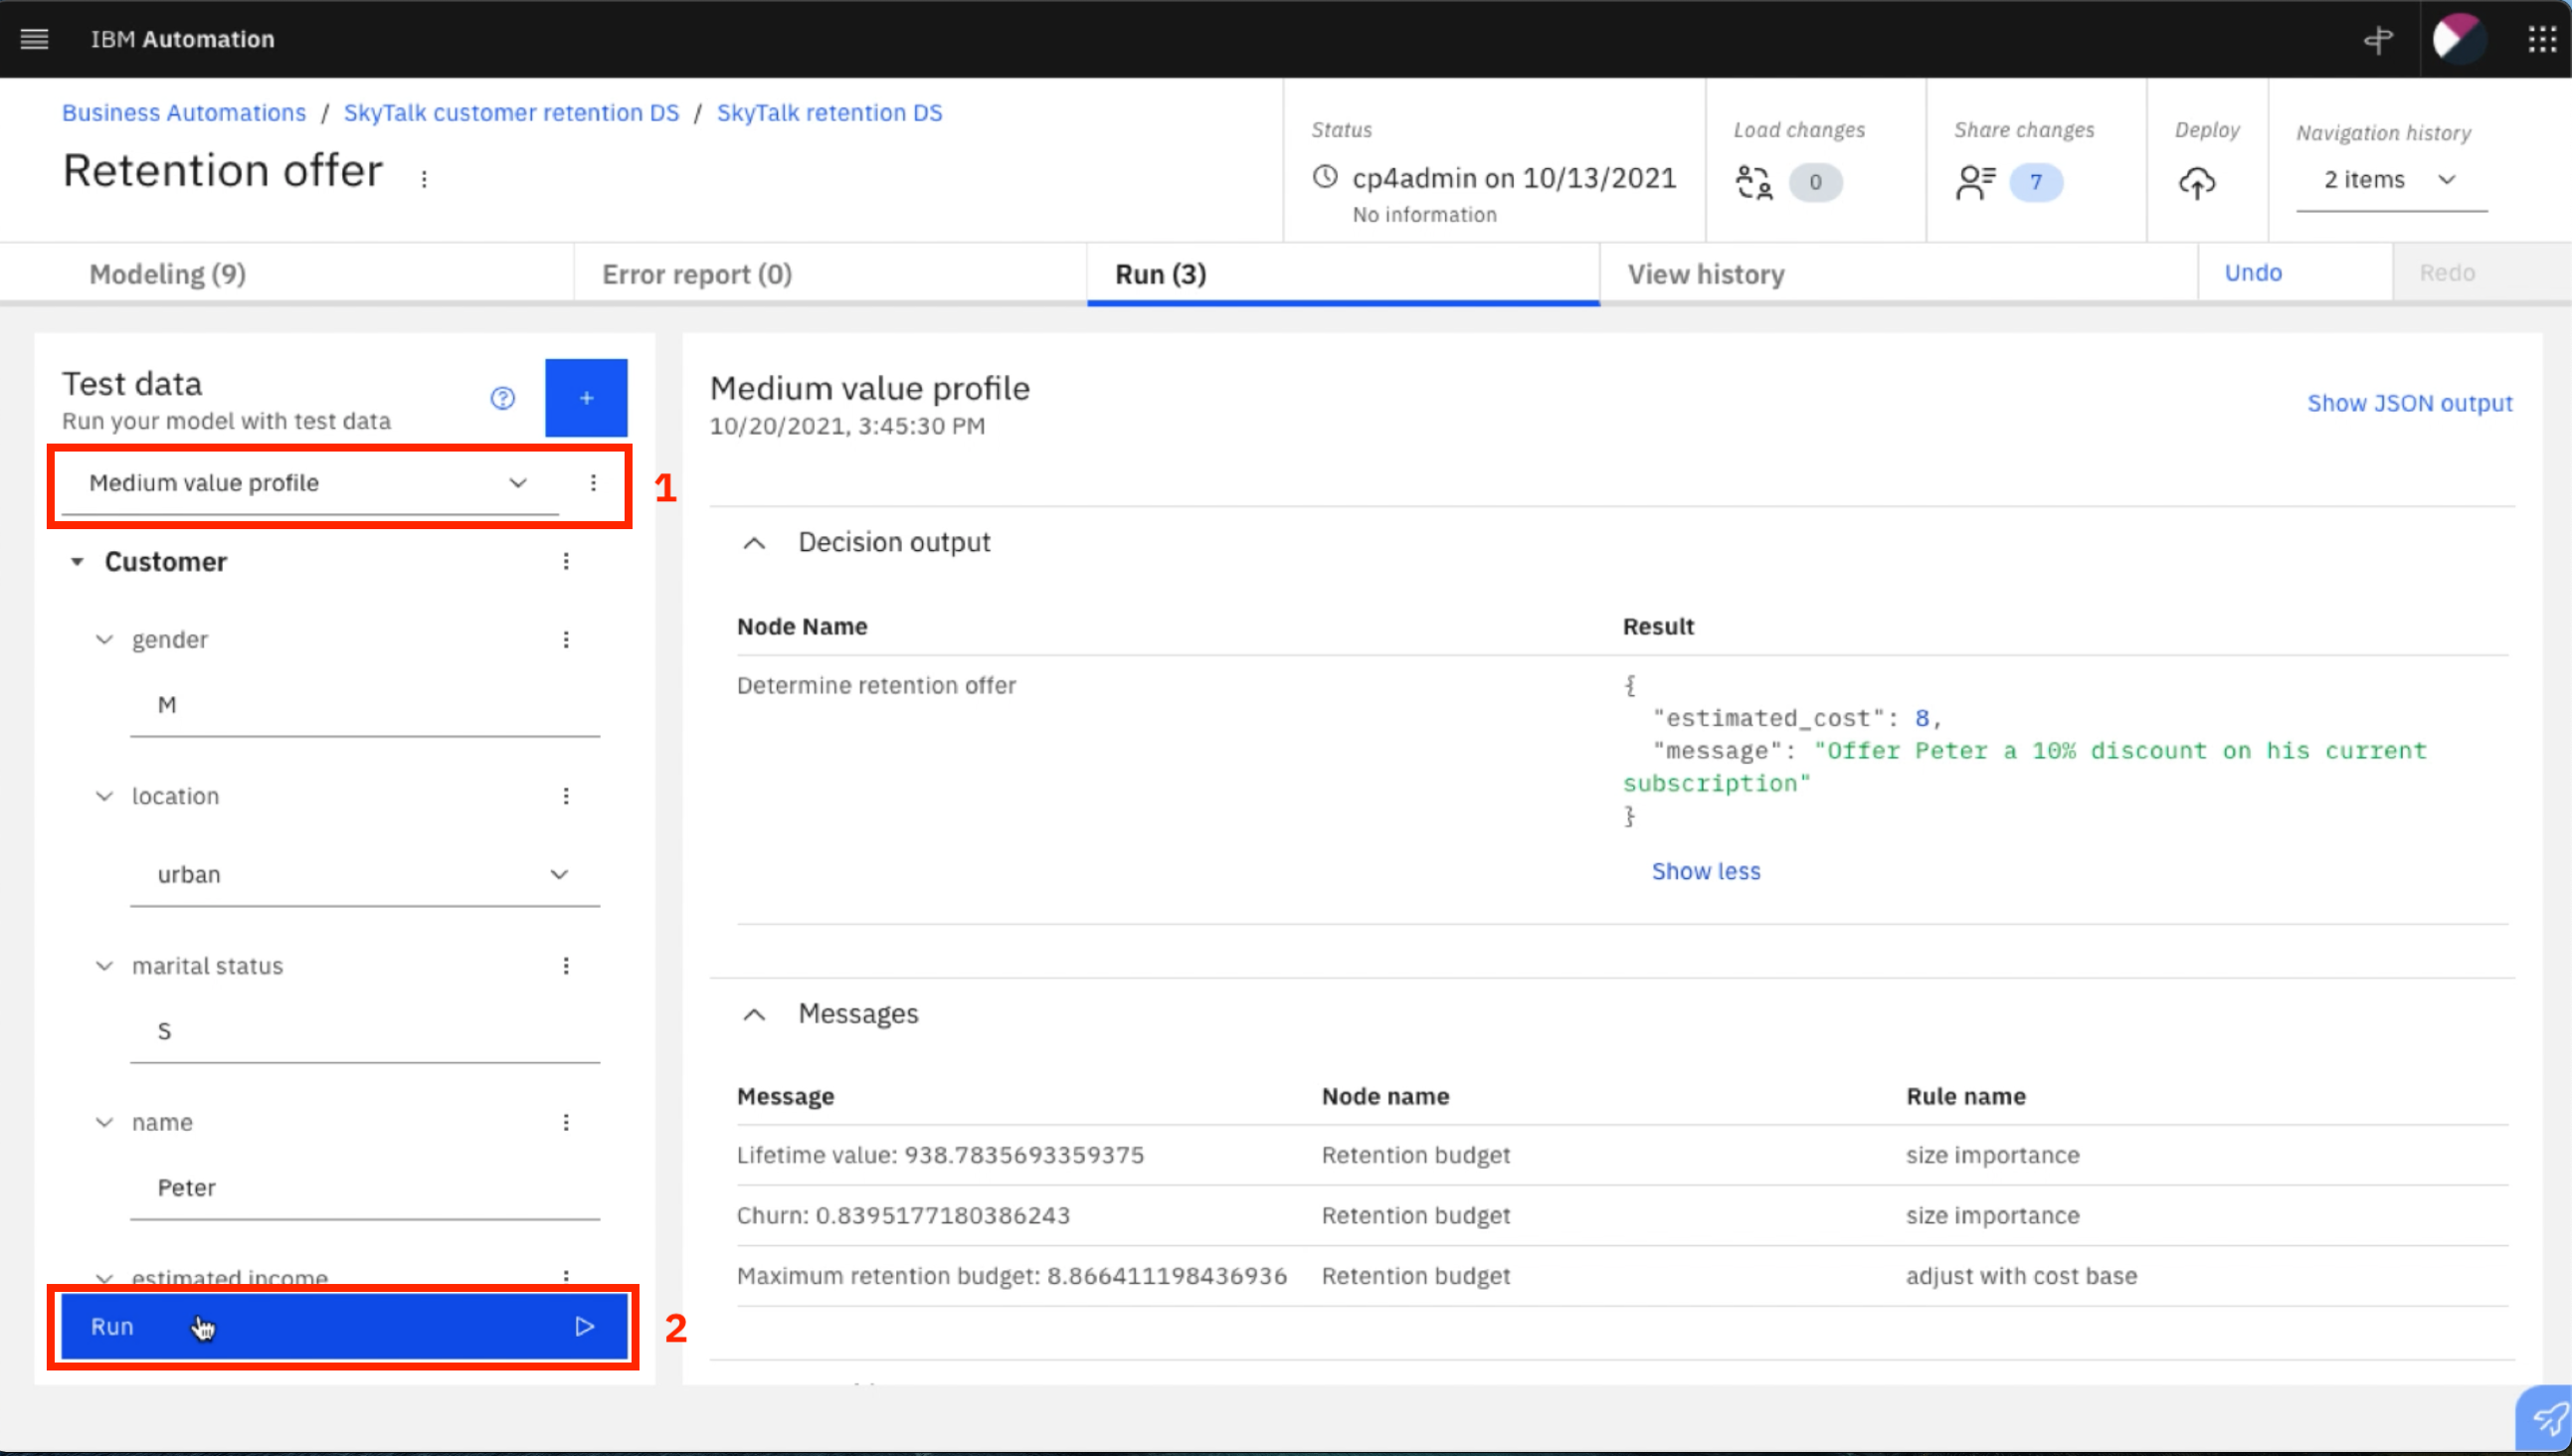 IBM Automation
Business Automations / SkyTalk customer retention DS / SkyTalk retention DS
Retention offer
Status
cp4admin on 10/13/2021
No information
Load changes
0
Share changes
7
Deploy
Navigation history
2 items
Modeling (9)
Error report (0)
Run (3)
View history
Undo
Redo
Test data
Run your model with test data
+
Medium value profile
1
Customer
gender
M
location
urban
marital status
S
name
Peter
estimated income
Run
2
Medium value profile
10/20/2021, 3:45:30 PM
Show JSON output
Decision output
Node Name Result
Determine retention offer
{
"estimated_cost": 8,
"message": "Offer Peter a 10% discount on his current
subscription"
}
Show less
Messages
Message Node name Rule name
Lifetime value: 938.7835693359375 Retention budget size importance
Churn: 0.8395177180386243 Retention budget size importance
Maximum retention budget: 8.866411198436936 Retention budget adjust with cost base